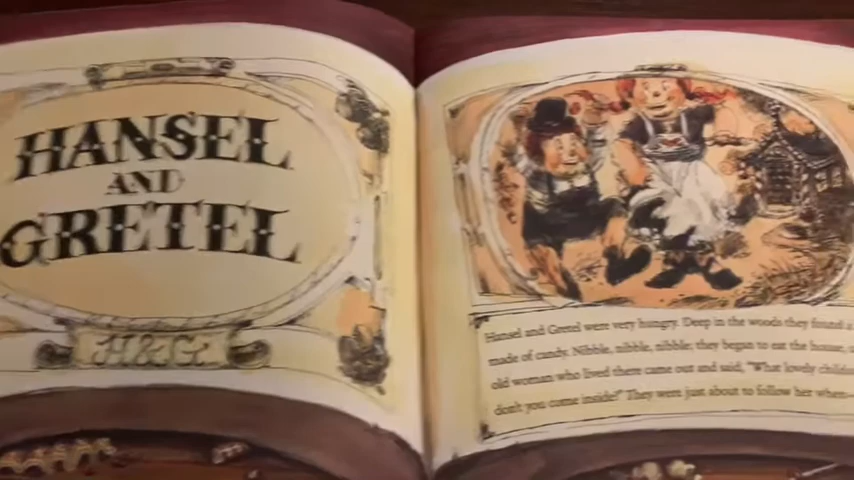 HANSEL
AND
GRETEL
H & G
Hansel and Gretel were very hungry. Deep in the woods they found a
made of candy. Nibble, nibble, nibble they began to eat the house,
old woman who lived there came out and said, "What lovely children
don't you come inside!" They were just about to follow her when